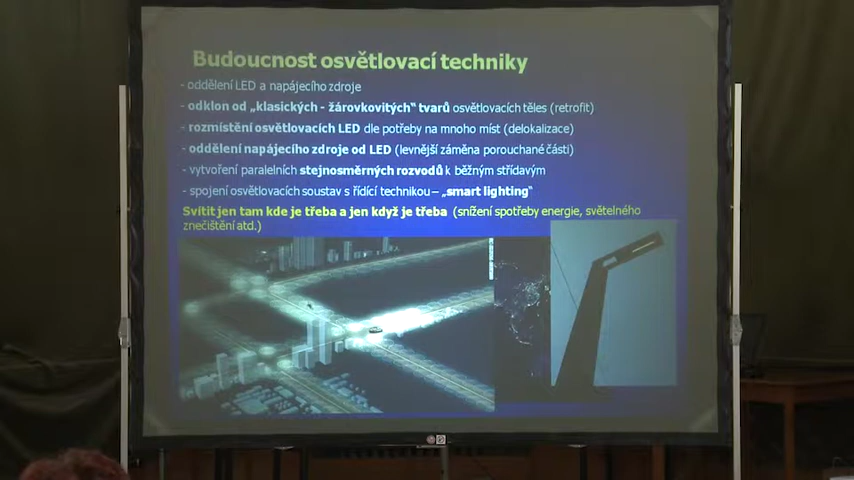 Budoucnost osvětlovací techniky
- oddělení LED a napájecího zdroje
- odklon od „klasických - žárovkovitých“ tvarů osvětlovacích těles (retrofit)
- rozmístění osvětlovacích LED dle potřeby na mnoho míst (delokalizace)
- oddělení napájecího zdroje od LED (levnější záměna porouchané části)
- vytvoření paralelních stejnosměrných rozvodů k běžným střídavým
- spojení osvětlovacích soustav s řídící technikou – „smart lighting“
Svítit jen tam kde je třeba a jen když je třeba (snížení spotřeby energie, světelného
znečištění atd.)